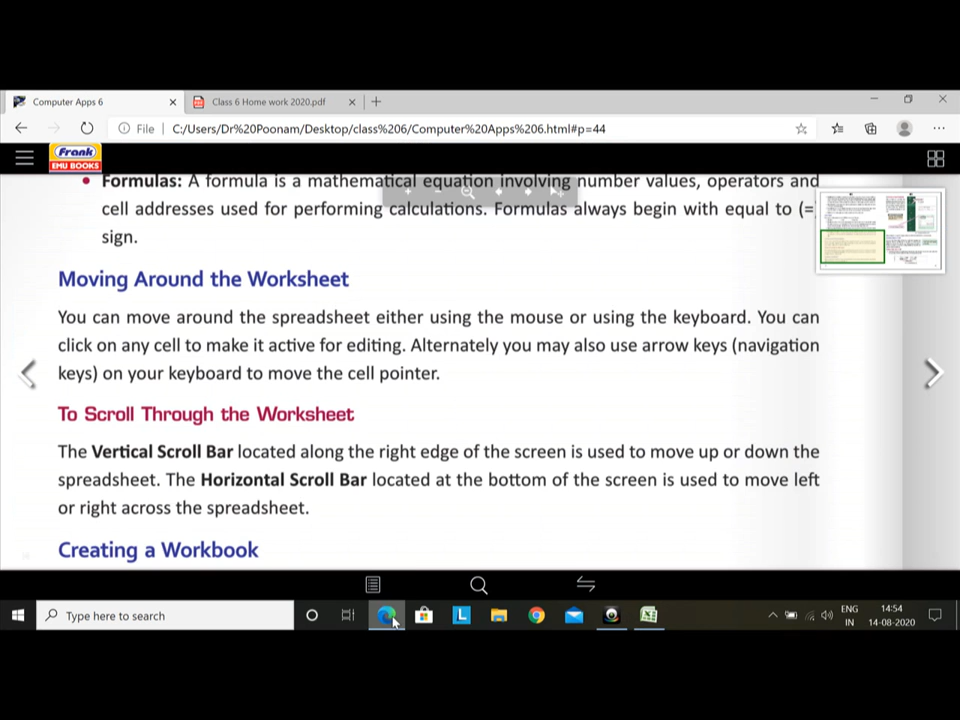 Computer Apps 6
Class 6 Home work 2020.pdf
File
C:/Users/Dr%20Poonam/Desktop/class%206/Computer%20Apps%206.html#p=44
Frank
EMU BOOKS
• Formulas: A formula is a mathematical equation involving number values, operators and
cell addresses used for performing calculations. Formulas always begin with equal to (=
sign.
Moving Around the Worksheet
You can move around the spreadsheet either using the mouse or using the keyboard. You can
click on any cell to make it active for editing. Alternately you may also use arrow keys (navigation
keys) on your keyboard to move the cell pointer.
To Scroll Through the Worksheet
The Vertical Scroll Bar located along the right edge of the screen is used to move up or down the
spreadsheet. The Horizontal Scroll Bar located at the bottom of the screen is used to move left
or right across the spreadsheet.
Creating a Workbook
Type here to search
L
ENG
IN
14:54
14-08-2020